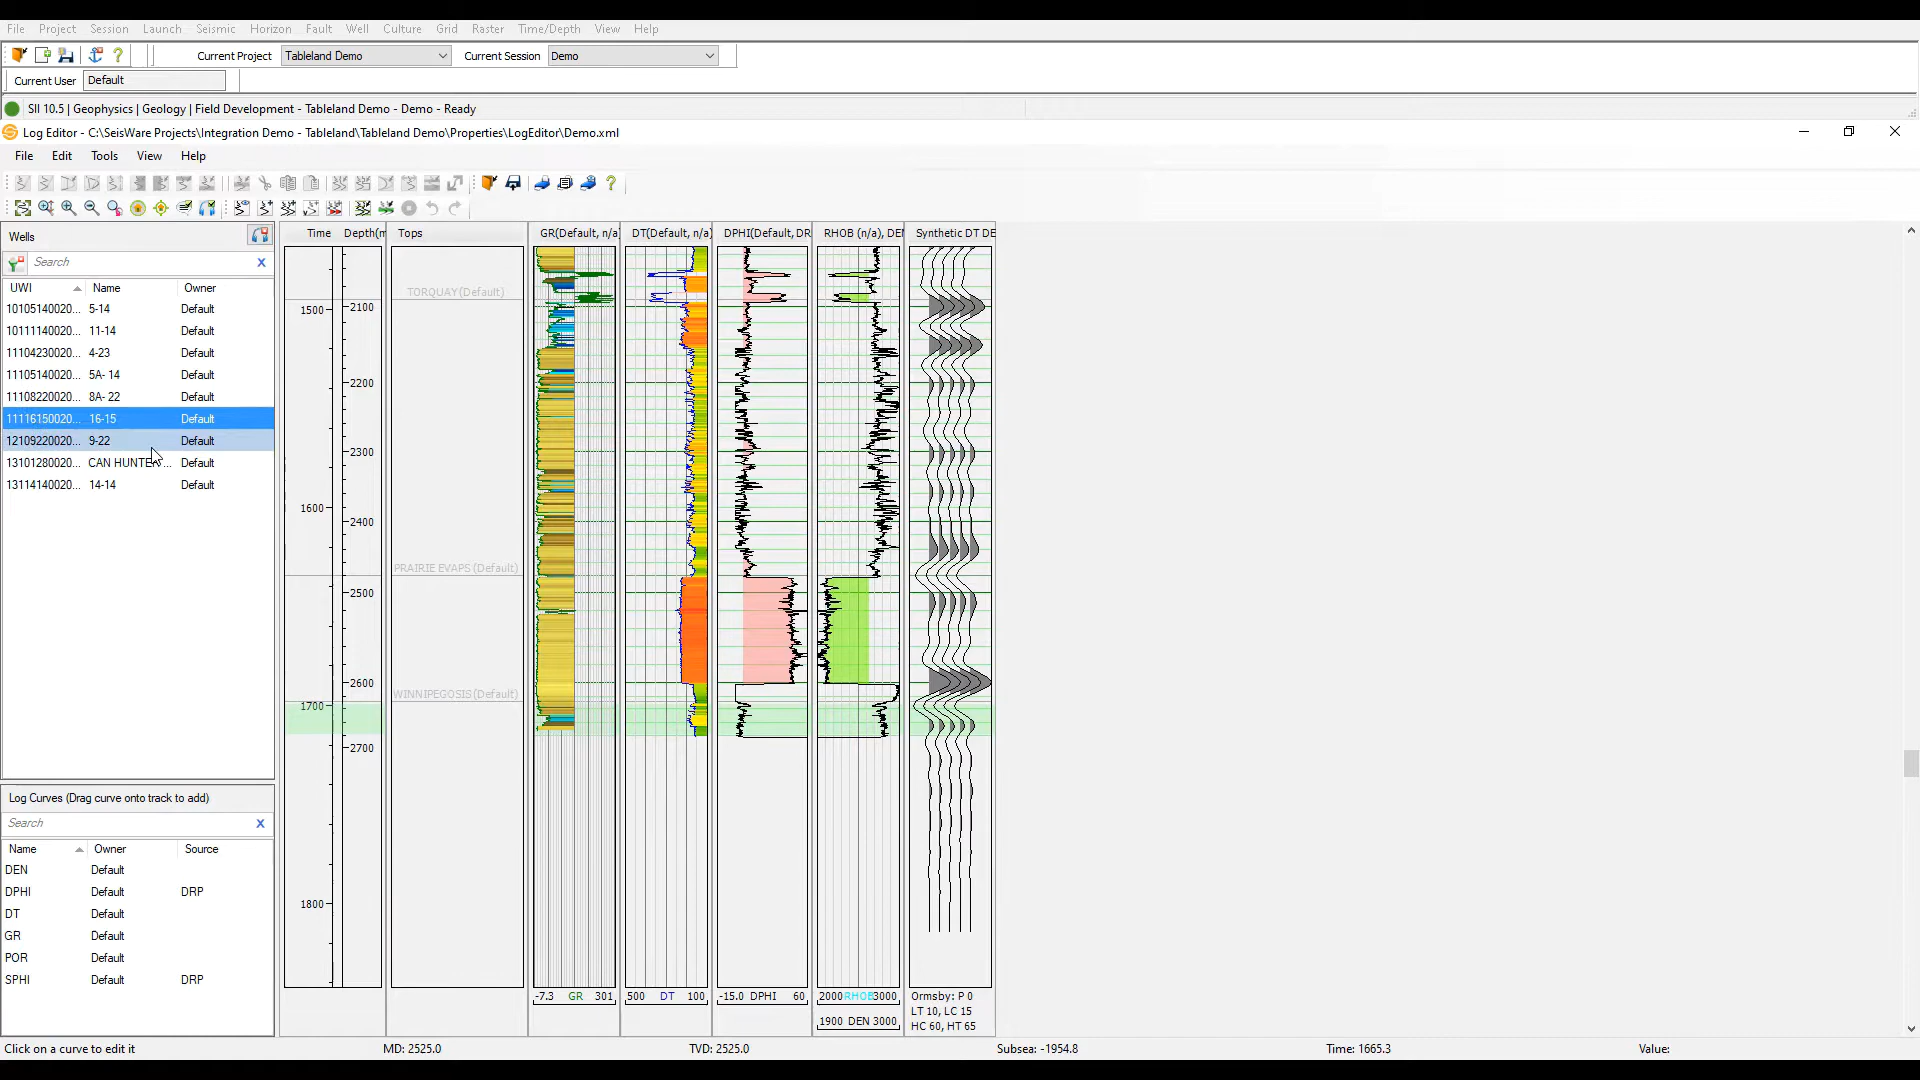 File Project Session Launch Seismic Horizon Fault Well Culture Grid Raster Time/Depth View Help
Current Project Tableland Demo Current Session Demo
Current User Default
SII 10.5 | Geophysics | Geology | Field Development - Tableland Demo - Demo - Ready
Log Editor - C:\SeisWare Projects\Integration Demo - Tableland\Tableland Demo\Properties\LogEditor\Demo.xml
File Edit Tools View Help
Wells
Search X
UWI Name Owner
10105140020... 5-14 Default
10111140020... 11-14 Default
11104230020... 4-23 Default
11105140020... 5A- 14 Default
11108220020... 8A- 22 Default
11116150020... 16-15 Default
12109220020... 9-22 Default
13101280020... CAN HUNTE... Default
13114140020... 14-14 Default
Log Curves (Drag curve onto track to add)
Search X
Name Owner Source
DEN Default
DPHI Default DRP
DT Default
GR Default
POR Default
SPHI Default DRP
Time Depth(m Tops GR(Default, n/a) DT(Default, n/a) DPHI(Default, DR RHOB (n/a), DEN Synthetic DT DE
TORQUAY (Default)
1500 2100
2200
2300
1600 2400
PRAIRIE EVAPS (Default)
2500
2600
WINNIPEGOSIS (Default)
1700
2700
1800
-7.3 GR 301 500 DT 100 -15.0 DPHI 60 2000 RHOB 3000 Ormsby: P 0
LT 10, LC 15
1900 DEN 3000 HC 60, HT 65
Click on a curve to edit it MD: 2525.0 TVD: 2525.0 Subsea: -1954.8 Time: 1665.3 Value: